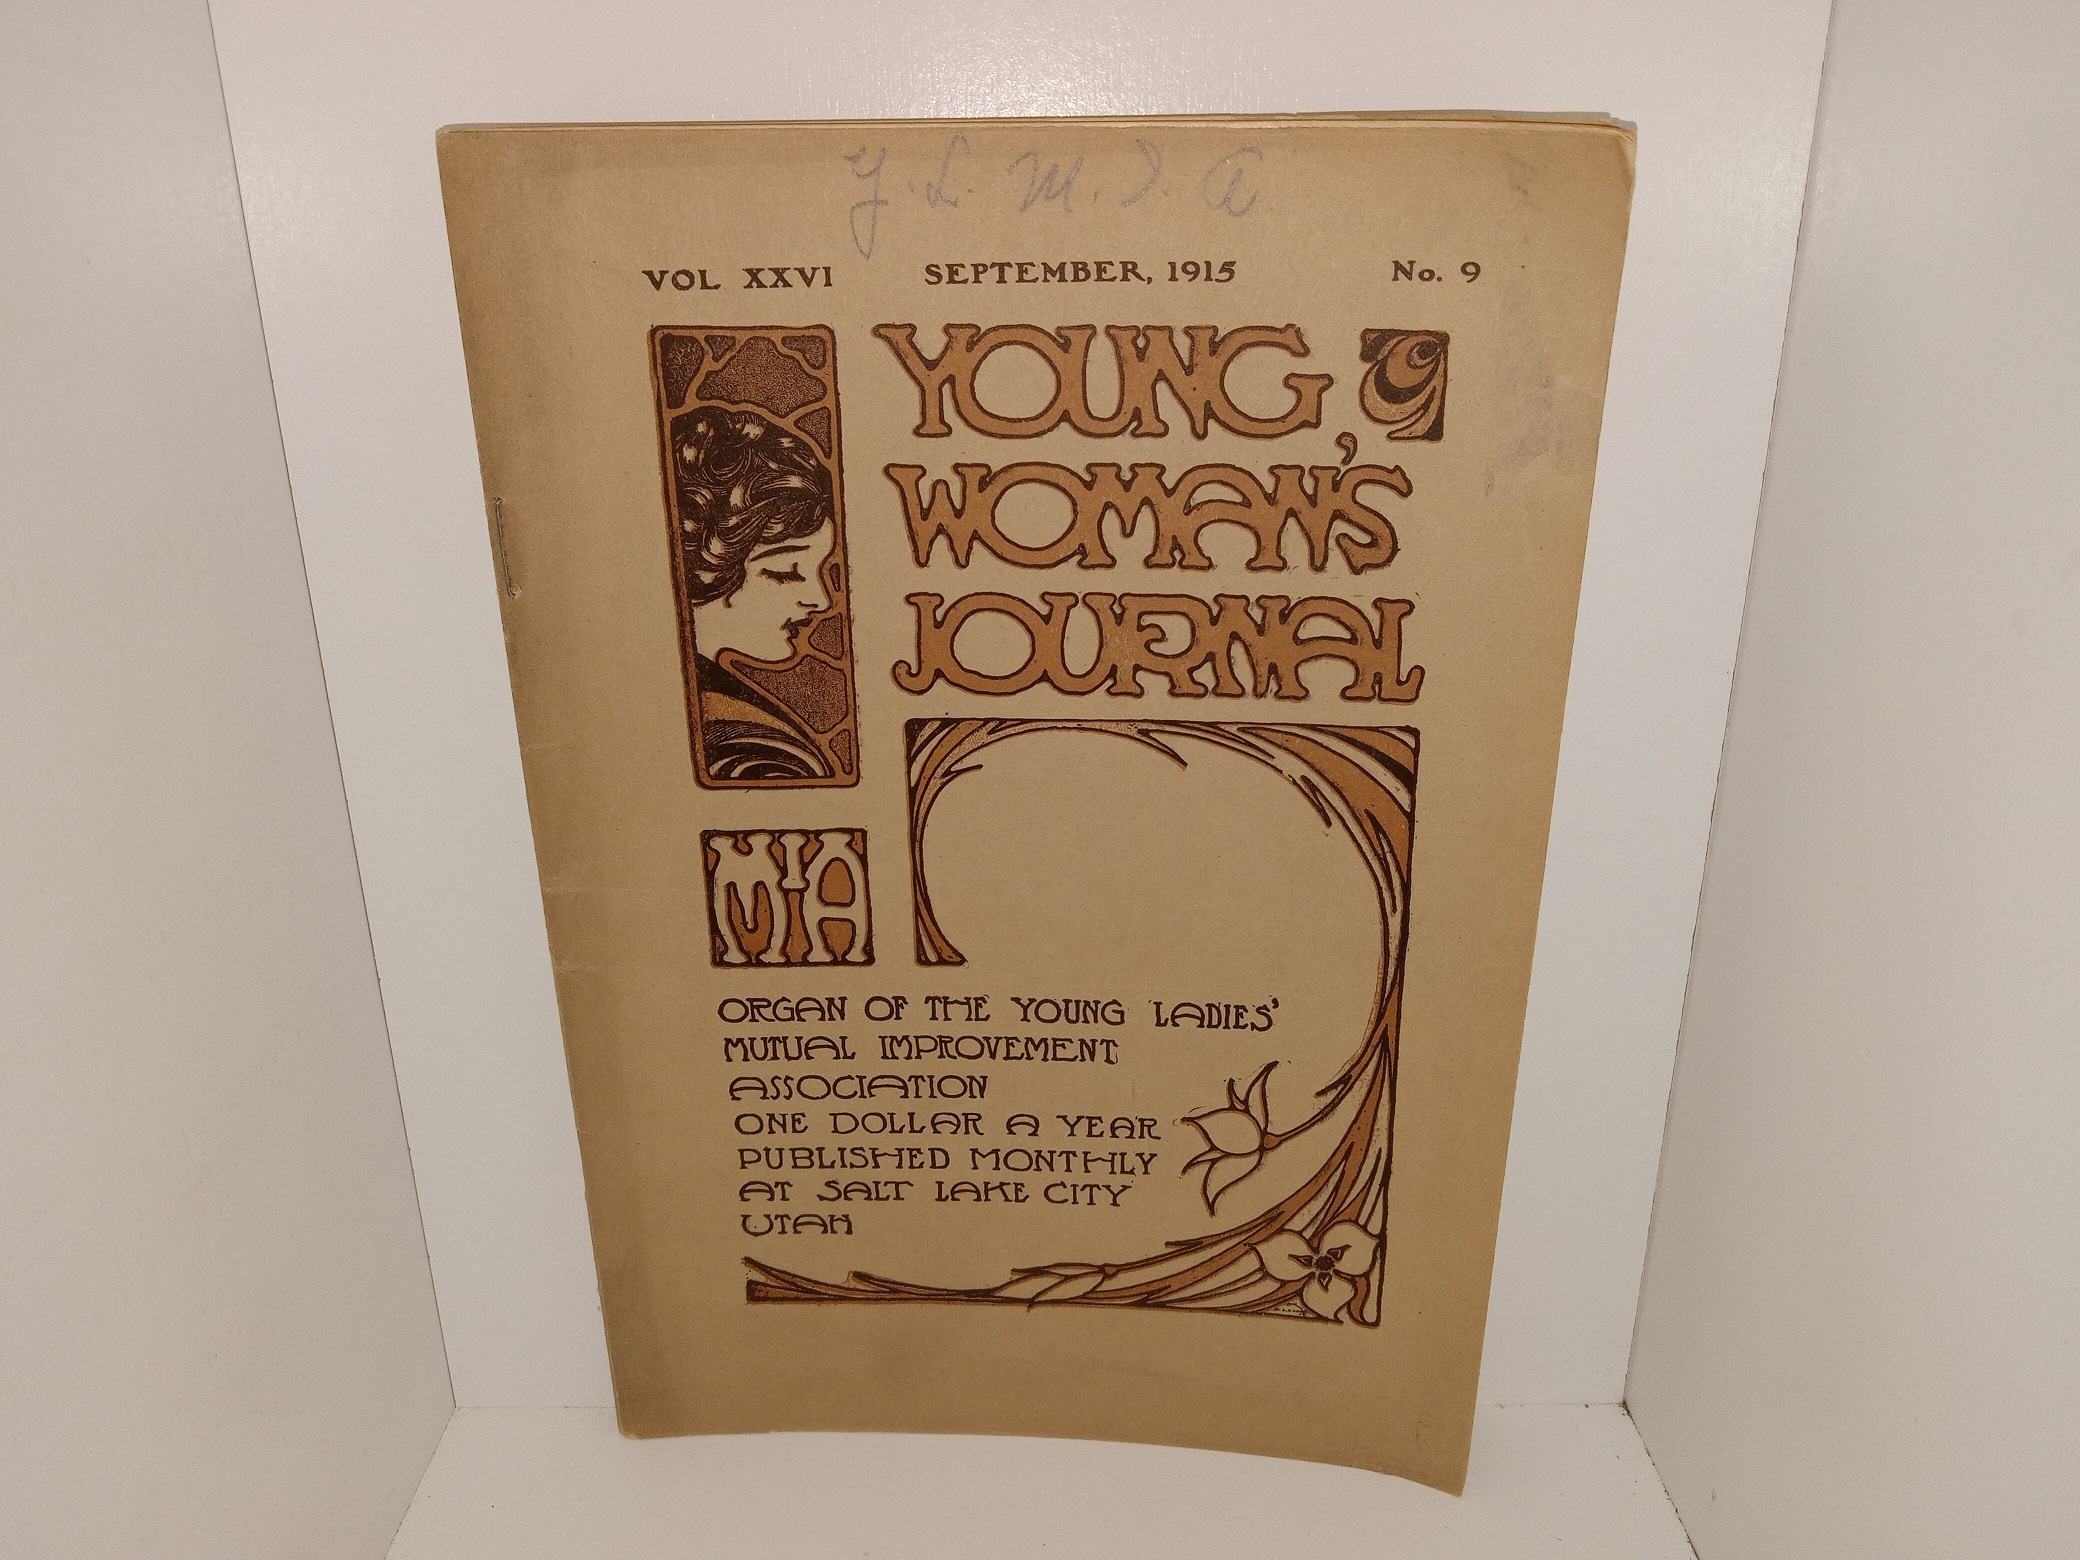 Y. L. M. I. A.
VOL XXVI SEPTEMBER, 1915 No. 9
YOUNG
WOMAN'S
JOURNAL
MIA
ORGAN OF THE YOUNG LADIES'
MUTUAL IMPROVEMENT
ASSOCIATION
ONE DOLLAR A YEAR
PUBLISHED MONTHLY
AT SALT LAKE CITY
UTAH